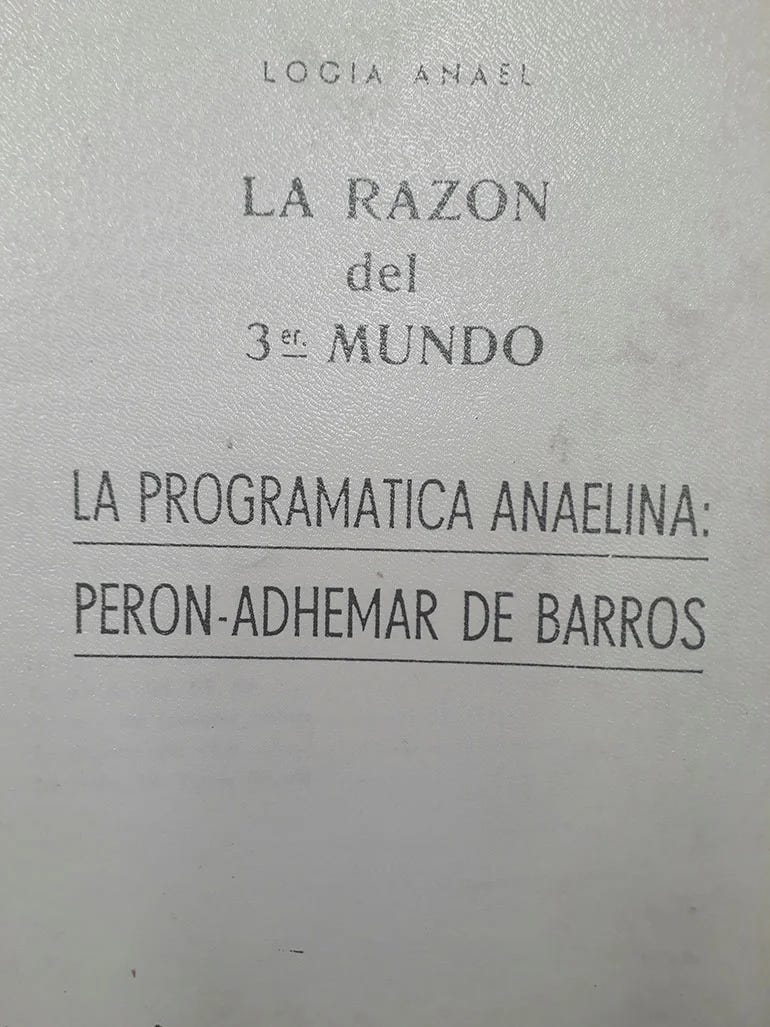 LOGIA ANAEL
LA RAZON
del
3er. MUNDO
LA PROGRAMATICA ANAELINA:
PERON-ADHEMAR DE BARROS